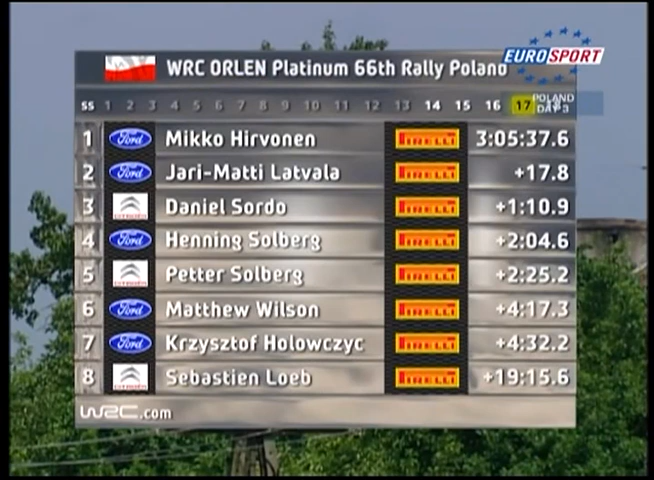 EUROSPORT
WRC ORLEN Platinum 66th Rally Poland
POLAND
DAY 3
SS 1 2 3 4 5 6 7 8 9 10 11 12 13 14 15 16 17
1 Ford Mikko Hirvonen PIRELLI 3:05:37.6
2 Ford Jari-Matti Latvala PIRELLI +17.8
3 Daniel Sordo PIRELLI +1:10.9
4 Ford Henning Solberg PIRELLI +2:04.6
5 Petter Solberg PIRELLI +2:25.2
6 Ford Matthew Wilson PIRELLI +4:17.3
7 Ford Krzysztof Holowczyc PIRELLI +4:32.2
8 Sebastien Loeb PIRELLI +19:15.6
WRC.com